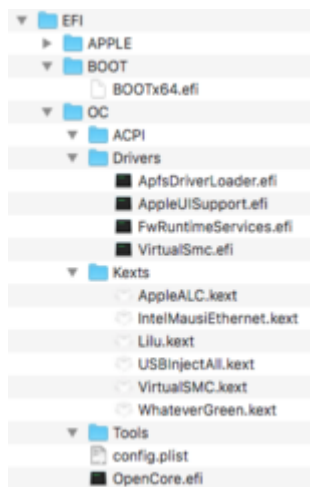 EFI
APPLE
BOOT
BOOTx64.efi
OC
ACPI
Drivers
ApfsDriverLoader.efi
AppleUISupport.efi
FwRuntimeServices.efi
VirtualSmc.efi
Kexts
AppleALC.kext
IntelMausiEthernet.kext
Lilu.kext
USBInjectAll.kext
VirtualSMC.kext
WhateverGreen.kext
Tools
config.plist
OpenCore.efi